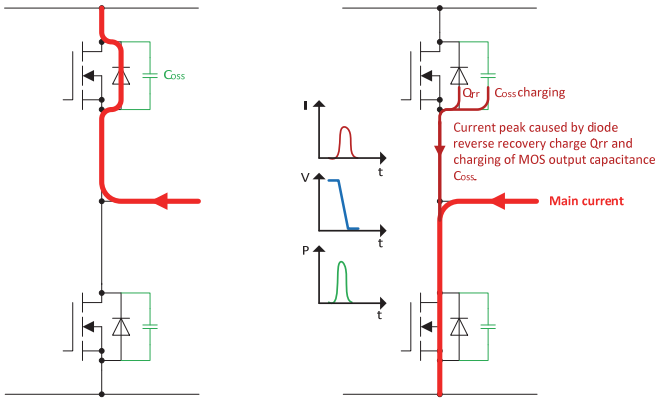 Coss
Qrr
Coss charging
I
t
Current peak caused by diode
reverse recovery charge Qrr and
charging of MOS output capacitance
Coss.
V
t
Main current
P
t